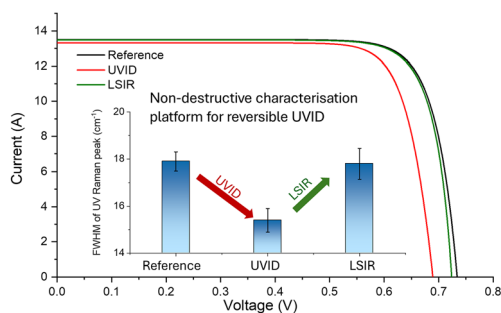 14
12
10
8
6
4
2
0
Current (A)
Reference
UVID
LSIR
Non-destructive characterisation
platform for reversible UVID
20
18
16
14
FWHM of UV Raman peak (cm⁻¹)
UVID
LSIR
Reference UVID LSIR
0.0 0.1 0.2 0.3 0.4 0.5 0.6 0.7 0.8
Voltage (V)